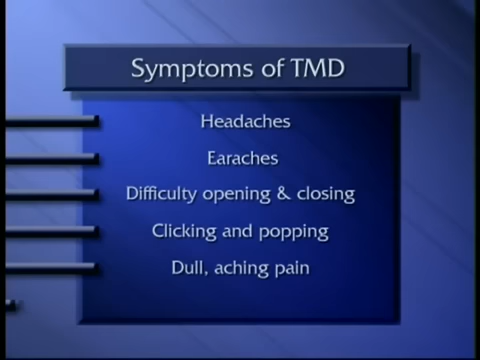 Symptoms of TMD
Headaches
Earaches
Difficulty opening & closing
Clicking and popping
Dull, aching pain